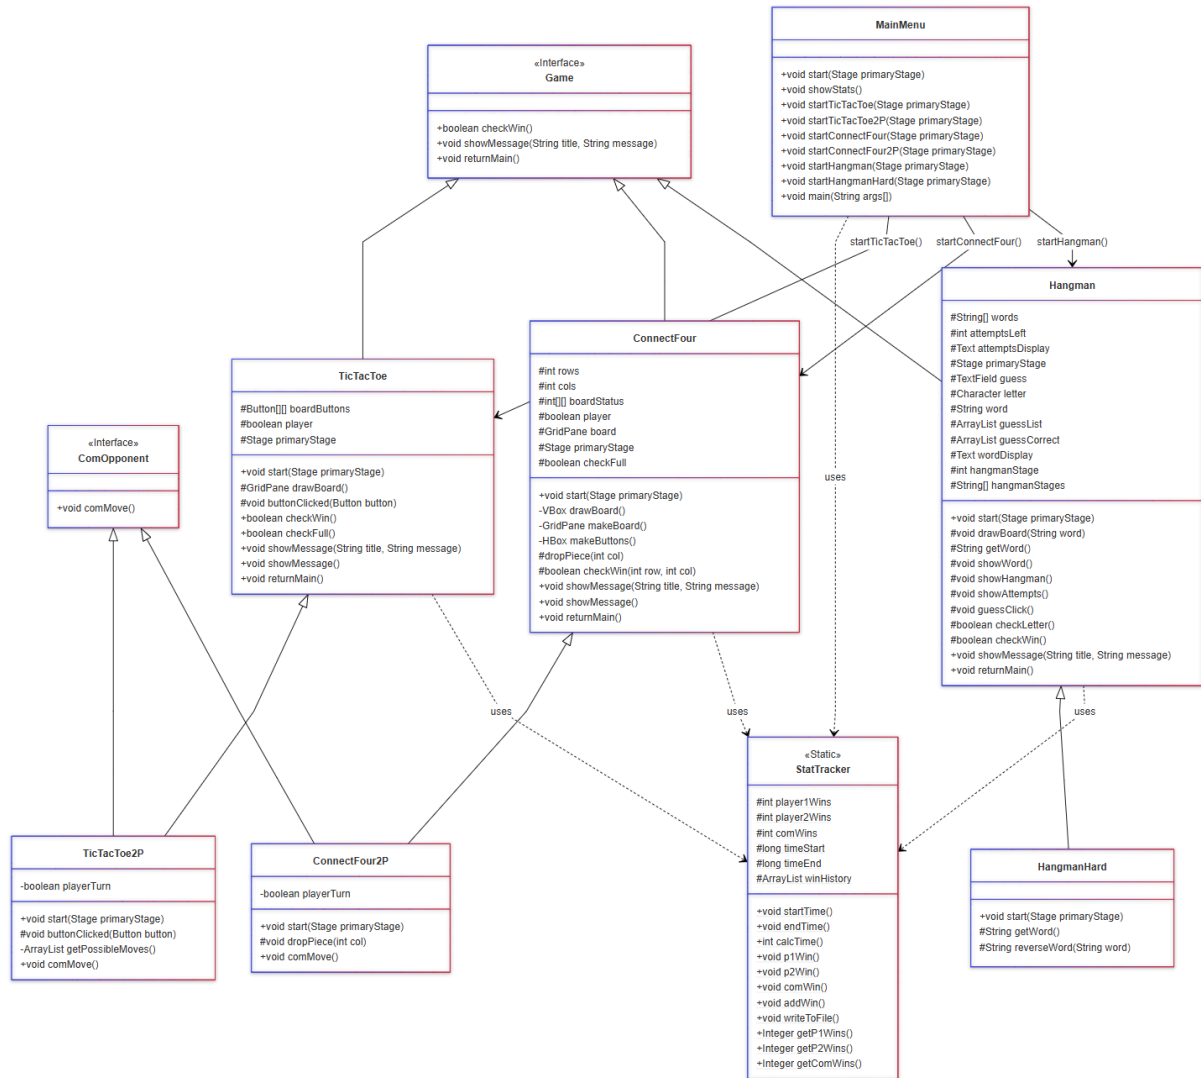 MainMenu
+void start(Stage primaryStage)
+void showStats()
+void startTicTacToe(Stage primaryStage)
+void startTicTacToe2P(Stage primaryStage)
+void startConnectFour(Stage primaryStage)
+void startConnectFour2P(Stage primaryStage)
+void startHangman(Stage primaryStage)
+void startHangmanHard(Stage primaryStage)
+void main(String args[])
«Interface»
Game
+boolean checkWin()
+void showMessage(String title, String message)
+void returnMain()
startTicTacToe()
startConnectFour()
startHangman()
Hangman
#String[] words
#int attemptsLeft
#Text attemptsDisplay
#Stage primaryStage
#TextField guess
#Character letter
#String word
#ArrayList guessList
#ArrayList guessCorrect
#Text wordDisplay
#int hangmanStage
#String[] hangmanStages
+void start(Stage primaryStage)
#void drawBoard(String word)
#String getWord()
#void showWord()
#void showHangman()
#void showAttempts()
#void guessClick()
#boolean checkLetter()
#boolean checkWin()
+void showMessage(String title, String message)
+void returnMain()
ConnectFour
#int rows
#int cols
#int[][] boardStatus
#boolean player
#GridPane board
#Stage primaryStage
#boolean checkFull
+void start(Stage primaryStage)
-VBox drawBoard()
-GridPane makeBoard()
-HBox makeButtons()
#dropPiece(int col)
#boolean checkWin(int row, int col)
+void showMessage(String title, String message)
+void showMessage()
+void returnMain()
TicTacToe
#Button[][] boardButtons
#boolean player
#Stage primaryStage
+void start(Stage primaryStage)
#GridPane drawBoard()
#void buttonClicked(Button button)
+boolean checkWin()
+boolean checkFull()
+void showMessage(String title, String message)
+void showMessage()
+void returnMain()
«Interface»
ComOpponent
+void comMove()
uses
uses
uses
uses
«Static»
StatTracker
#int player1Wins
#int player2Wins
#int comWins
#long timeStart
#long timeEnd
#ArrayList winHistory
+void startTime()
+void endTime()
+int calcTime()
+void p1Win()
+void p2Win()
+void comWin()
+void addWin()
+void writeToFile()
+Integer getP1Wins()
+Integer getP2Wins()
+Integer getComWins()
TicTacToe2P
-boolean playerTurn
+void start(Stage primaryStage)
#void buttonClicked(Button button)
-ArrayList getPossibleMoves()
+void comMove()
ConnectFour2P
-boolean playerTurn
+void start(Stage primaryStage)
#void dropPiece(int col)
+void comMove()
HangmanHard
+void start(Stage primaryStage)
#String getWord()
#String reverseWord(String word)